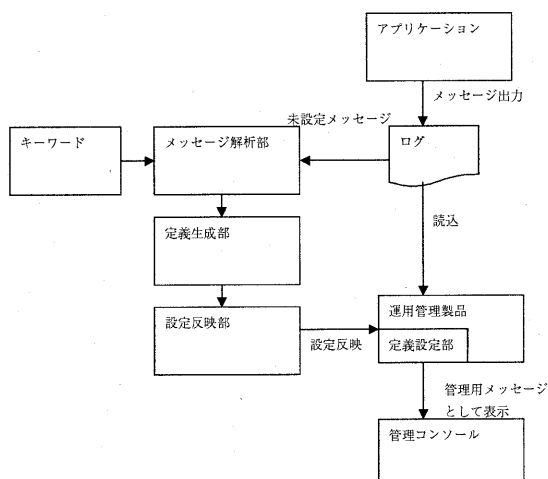 アプリケーション
メッセージ出力
未設定メッセージ
キーワード
メッセージ解析部
ログ
定義生成部
読込
設定反映部
設定反映
運用管理製品
定義設定部
管理用メッセージ
として表示
管理コンソール